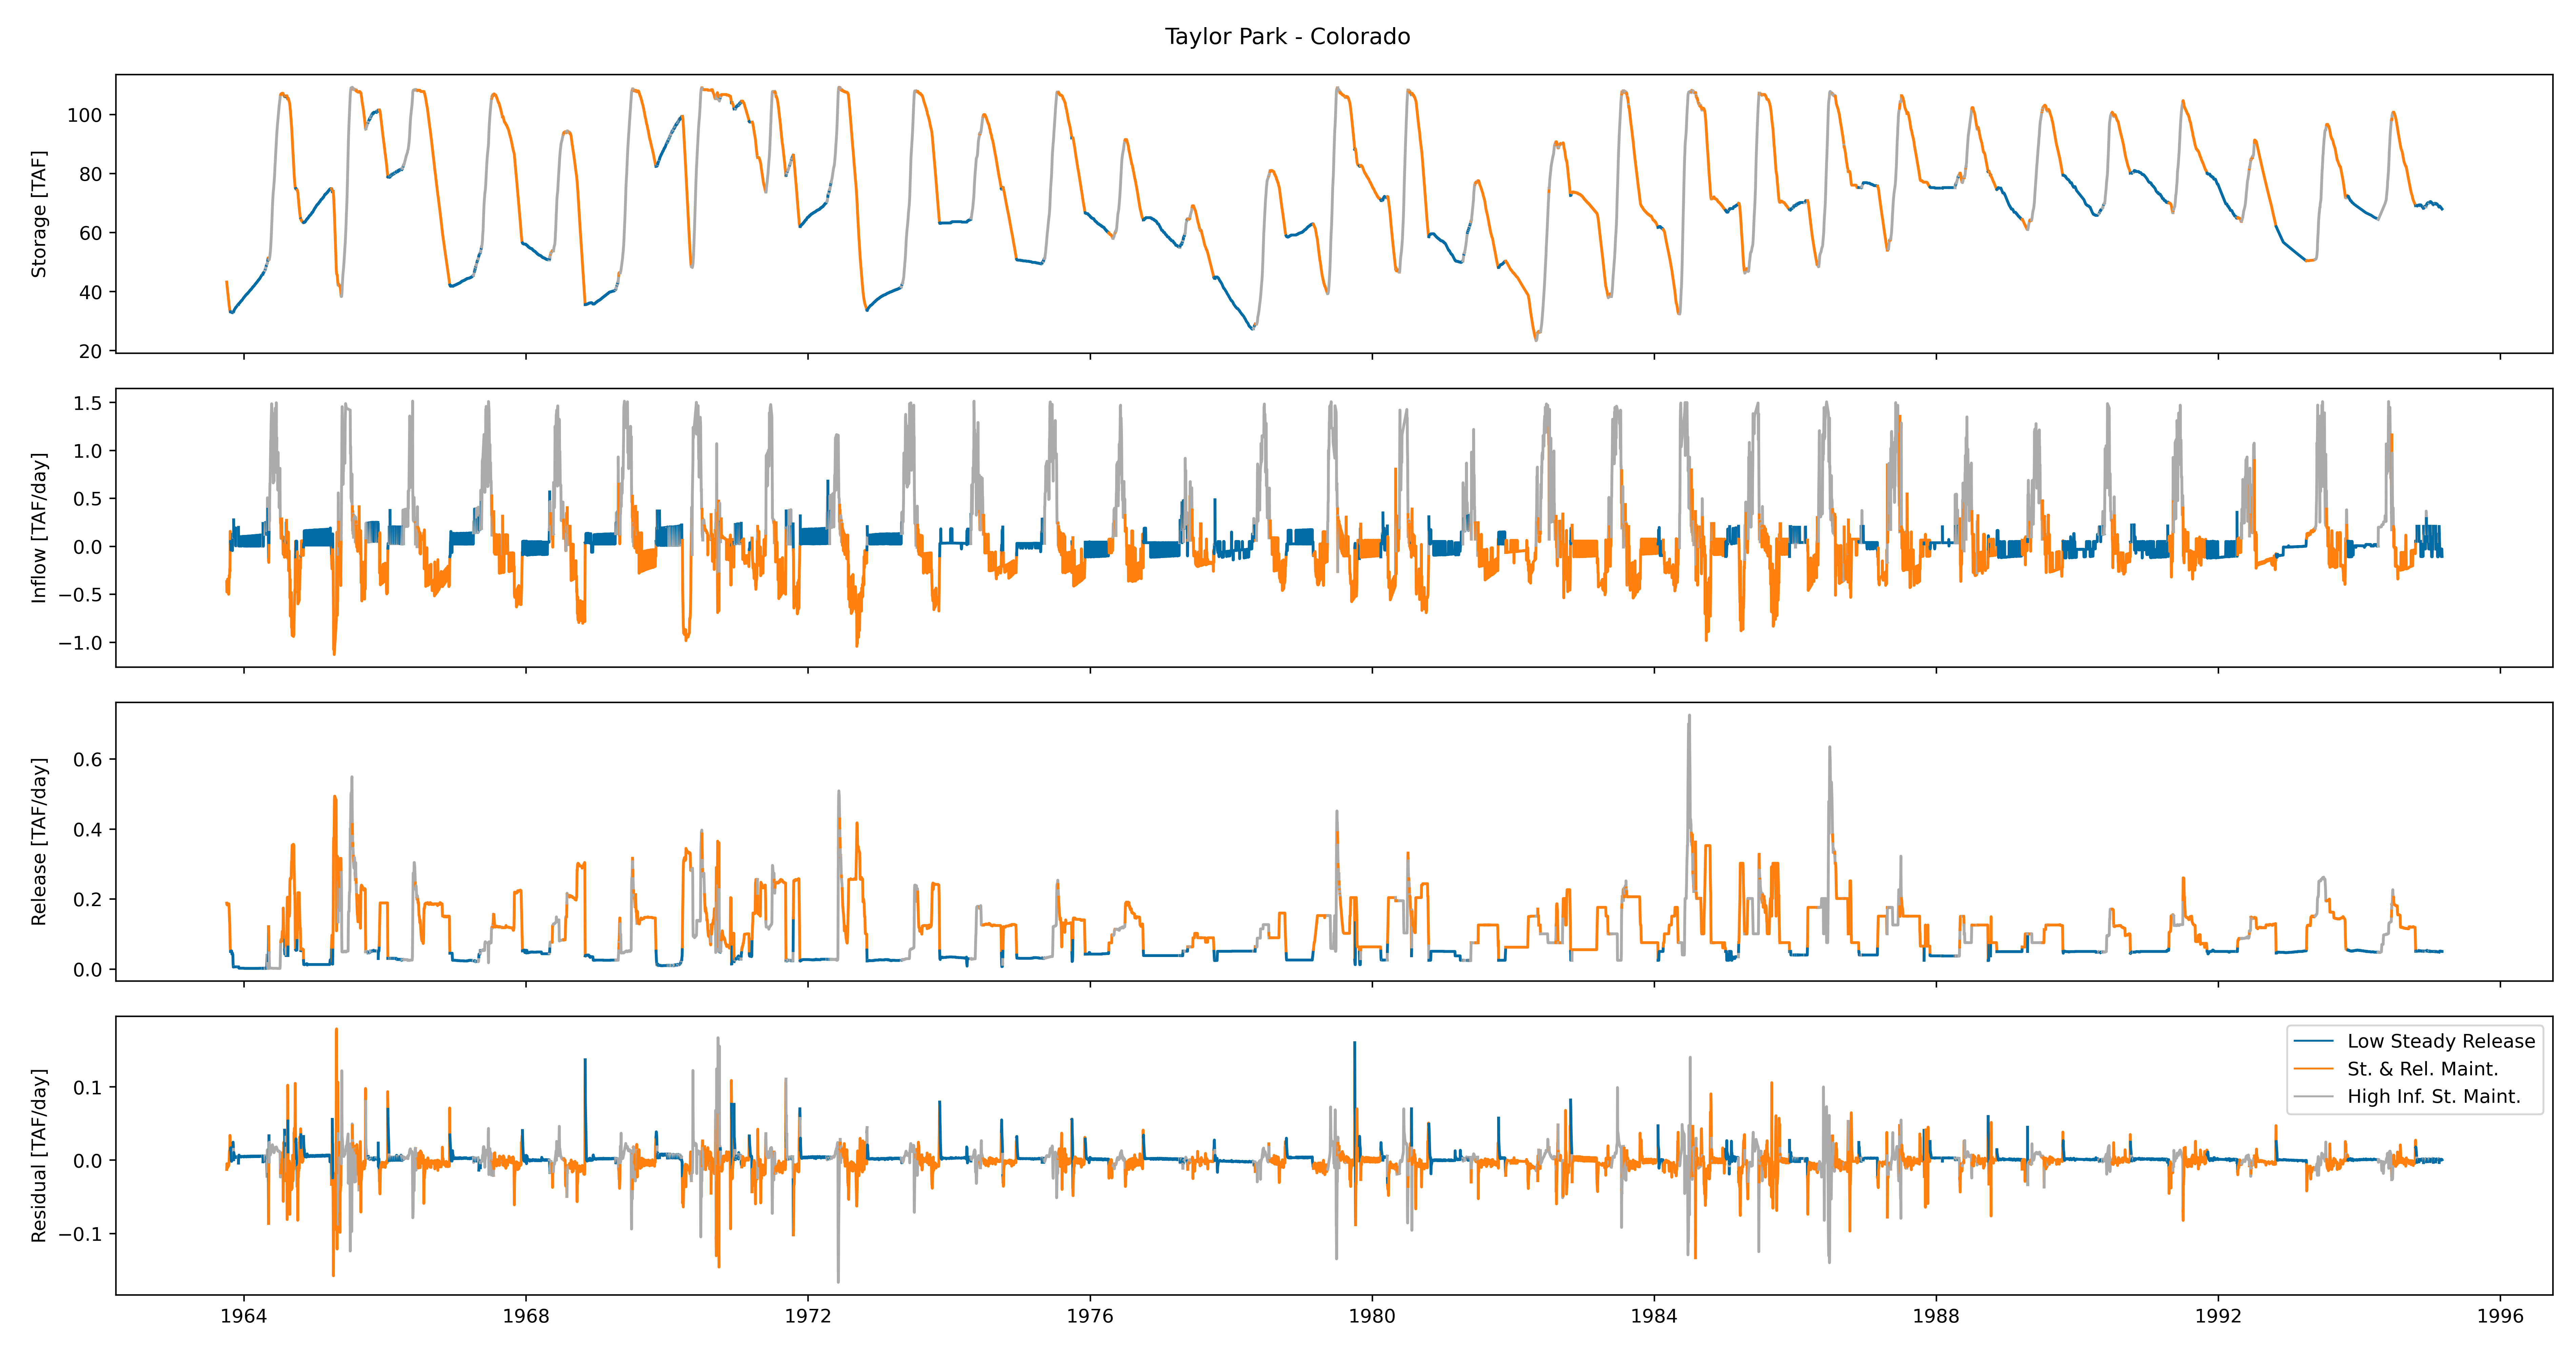 Taylor Park - Colorado
Storage [TAF]
100
80
60
40
20
Inflow [TAF/day]
1.5
1.0
0.5
0.0
−0.5
−1.0
Release [TAF/day]
0.6
0.4
0.2
0.0
Residual [TAF/day]
0.1
0.0
−0.1
Low Steady Release
St. & Rel. Maint.
High Inf. St. Maint.
1964 1968 1972 1976 1980 1984 1988 1992 1996